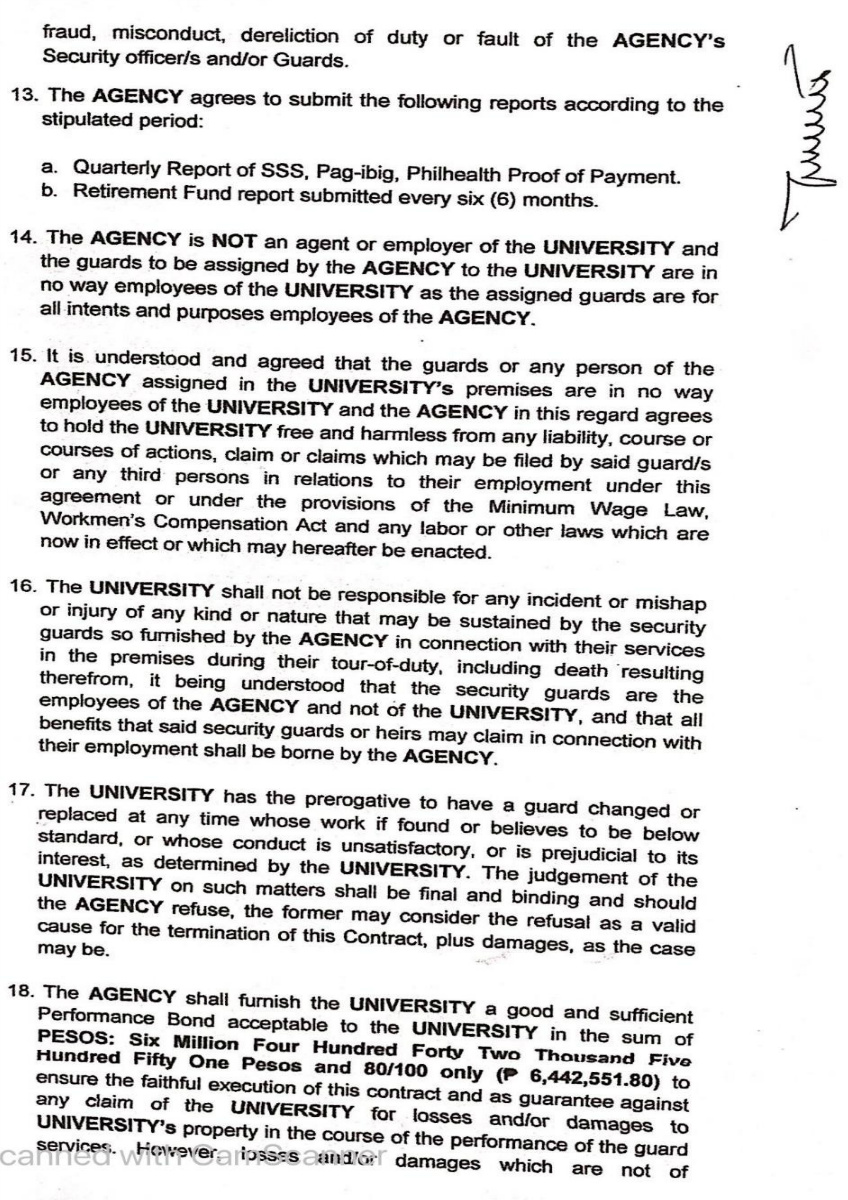 fraud, misconduct, dereliction of duty or fault of the AGENCY's
Security officer/s and/or Guards.
13. The AGENCY agrees to submit the following reports according to the
stipulated period:
a. Quarterly Report of SSS, Pag-ibig, Philhealth Proof of Payment.
b. Retirement Fund report submitted every six (6) months.
14. The AGENCY is NOT an agent or employer of the UNIVERSITY and
the guards to be assigned by the AGENCY to the UNIVERSITY are in
no way employees of the UNIVERSITY as the assigned guards are for
all intents and purposes employees of the AGENCY.
15. It is understood and agreed that the guards or any person of the
AGENCY assigned in the UNIVERSITY's premises are in no way
employees of the UNIVERSITY and the AGENCY in this regard agrees
to hold the UNIVERSITY free and harmless from any liability, course or
courses of actions, claim or claims which may be filed by said guard/s
or any third persons in relations to their employment under this
agreement or under the provisions of the Minimum Wage Law,
Workmen's Compensation Act and any labor or other laws which are
now in effect or which may hereafter be enacted.
16. The UNIVERSITY shall not be responsible for any incident or mishap
or injury of any kind or nature that may be sustained by the security
guards so furnished by the AGENCY in connection with their services
in the premises during their tour-of-duty, including death resulting
therefrom, it being understood that the security guards are the
employees of the AGENCY and not of the UNIVERSITY, and that all
benefits that said security guards or heirs may claim in connection with
their employment shall be borne by the AGENCY.
17. The UNIVERSITY has the prerogative to have a guard changed or
replaced at any time whose work if found or believes to be below
standard, or whose conduct is unsatisfactory, or is prejudicial to its
interest, as determined by the UNIVERSITY. The judgement of the
UNIVERSITY on such matters shall be final and binding and should
the AGENCY refuse, the former may consider the refusal as a valid
cause for the termination of this Contract, plus damages, as the case
may be.
18. The AGENCY shall furnish the UNIVERSITY a good and sufficient
Performance Bond acceptable to the UNIVERSITY in the sum of
PESOS: Six Million Four Hundred Forty Two Thousand Five
Hundred Fifty One Pesos and 80/100 only (₱ 6,442,551.80) to
ensure the faithful execution of this contract and as guarantee against
any claim of the UNIVERSITY for losses and/or damages to
UNIVERSITY's property in the course of the performance of the guard
services. However, losses and/or damages which are not of
canned with CamScanner